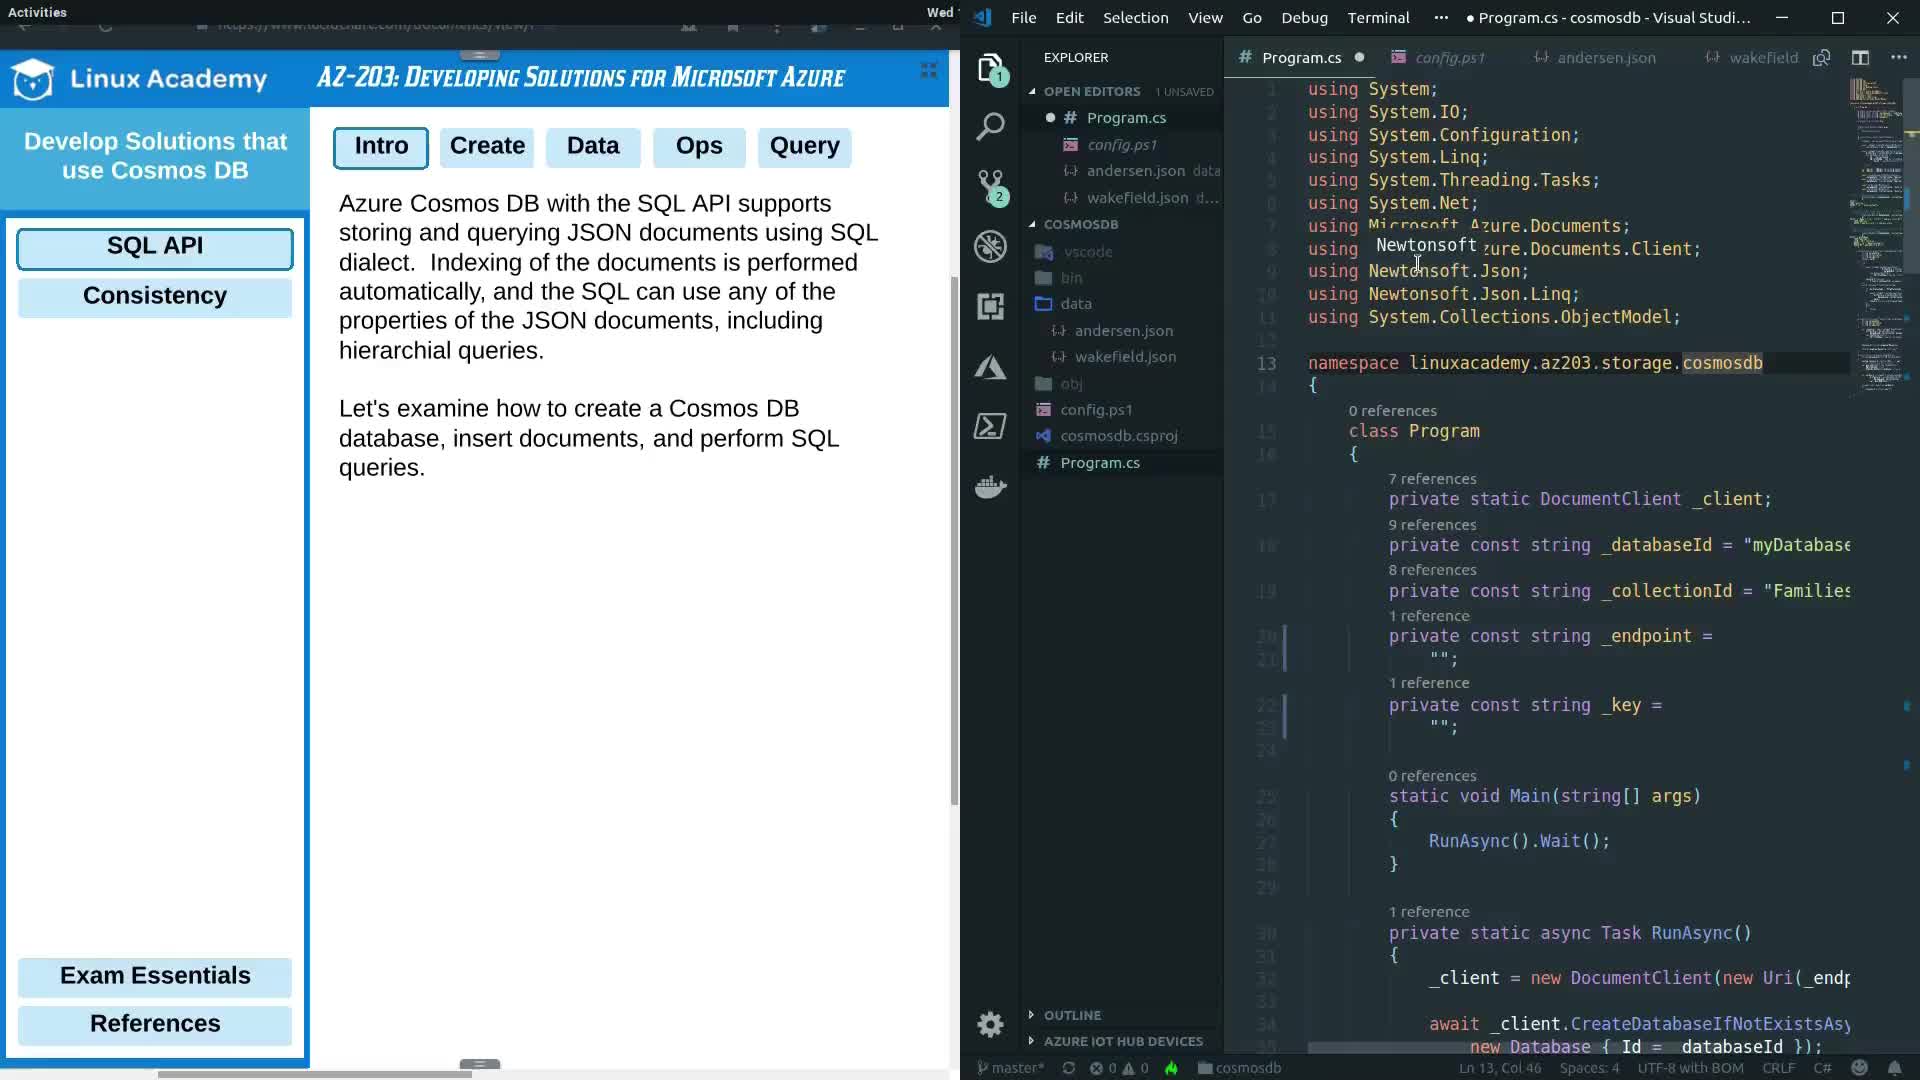 Activities
Wed
https://www.lucidchart.com/documents/view/
Linux Academy
AZ-203: Developing Solutions for Microsoft Azure
Develop Solutions that
use Cosmos DB
SQL API
Consistency
Exam Essentials
References
Intro
Create
Data
Ops
Query
Azure Cosmos DB with the SQL API supports
storing and querying JSON documents using SQL
dialect.  Indexing of the documents is performed
automatically, and the SQL can use any of the
properties of the JSON documents, including
hierarchial queries.
Let's examine how to create a Cosmos DB
database, insert documents, and perform SQL
queries.
File Edit Selection View Go Debug Terminal ··· ● Program.cs - cosmosdb - Visual Studi...
EXPLORER
OPEN EDITORS 1 UNSAVED
# Program.cs
config.ps1
{..} andersen.json data
{..} wakefield.json d...
COSMOSDB
.vscode
bin
data
{..} andersen.json
{..} wakefield.json
obj
config.ps1
cosmosdb.csproj
# Program.cs
OUTLINE
AZURE IOT HUB DEVICES
1
2
# Program.cs ● config.ps1 {..} andersen.json {..} wakefield
1 using System;
2 using System.IO;
3 using System.Configuration;
4 using System.Linq;
5 using System.Threading.Tasks;
6 using System.Net;
7 using Microsoft.Azure.Documents;
Newtonsoft
8 using zure.Documents.Client;
9 using Newtonsoft.Json;
10 using Newtonsoft.Json.Linq;
11 using System.Collections.ObjectModel;
12
13 namespace linuxacademy.az203.storage.cosmosdb
14 {
0 references
15 class Program
16 {
7 references
17 private static DocumentClient _client;
9 references
18 private const string _databaseId = "myDatabase
8 references
19 private const string _collectionId = "Families
1 reference
20 private const string _endpoint =
21 "";
1 reference
22 private const string _key =
23 "";
24
0 references
25 static void Main(string[] args)
26 {
27 RunAsync().Wait();
28 }
29
1 reference
30 private static async Task RunAsync()
31 {
32 _client = new DocumentClient(new Uri(_endp
33
34 await _client.CreateDatabaseIfNotExistsAsy
35 new Database { Id = _databaseId });
master* 0 0 cosmosdb Ln 13, Col 46 Spaces: 4 UTF-8 with BOM CRLF C#